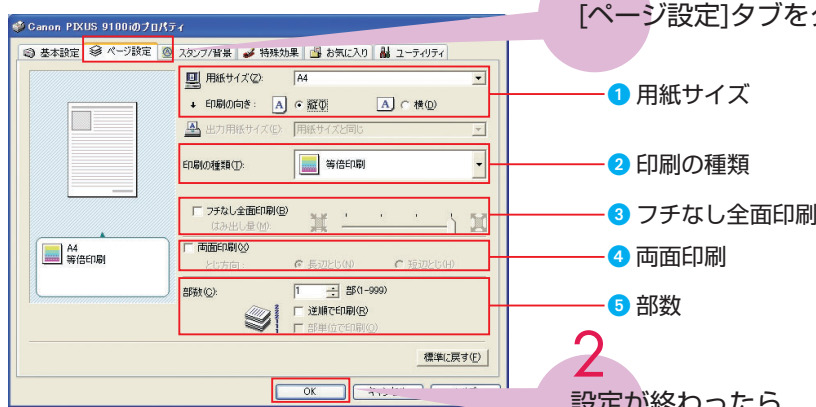 [ページ設定]タブを
Canon PIXUS 9100iのプロパティ
基本設定 ページ設定 スタンプ/背景 特殊効果 お気に入り ユーティリティ
用紙サイズ(Z): A4
印刷の向き: A 縦(T) A 横(D)
出力用紙サイズ(E): 用紙サイズと同じ
印刷の種類(T): 等倍印刷
フチなし全面印刷(B)
はみ出し量(M):
両面印刷(X)
とじ方向: 長辺とじ(N) 短辺とじ(H)
部数(C): 1 部(1-999)
逆順で印刷(R)
部単位で印刷(O)
A4
等倍印刷
標準に戻す(F)
OK
1 用紙サイズ
2 印刷の種類
3 フチなし全面印刷
4 両面印刷
5 部数
2
設定が終わったら